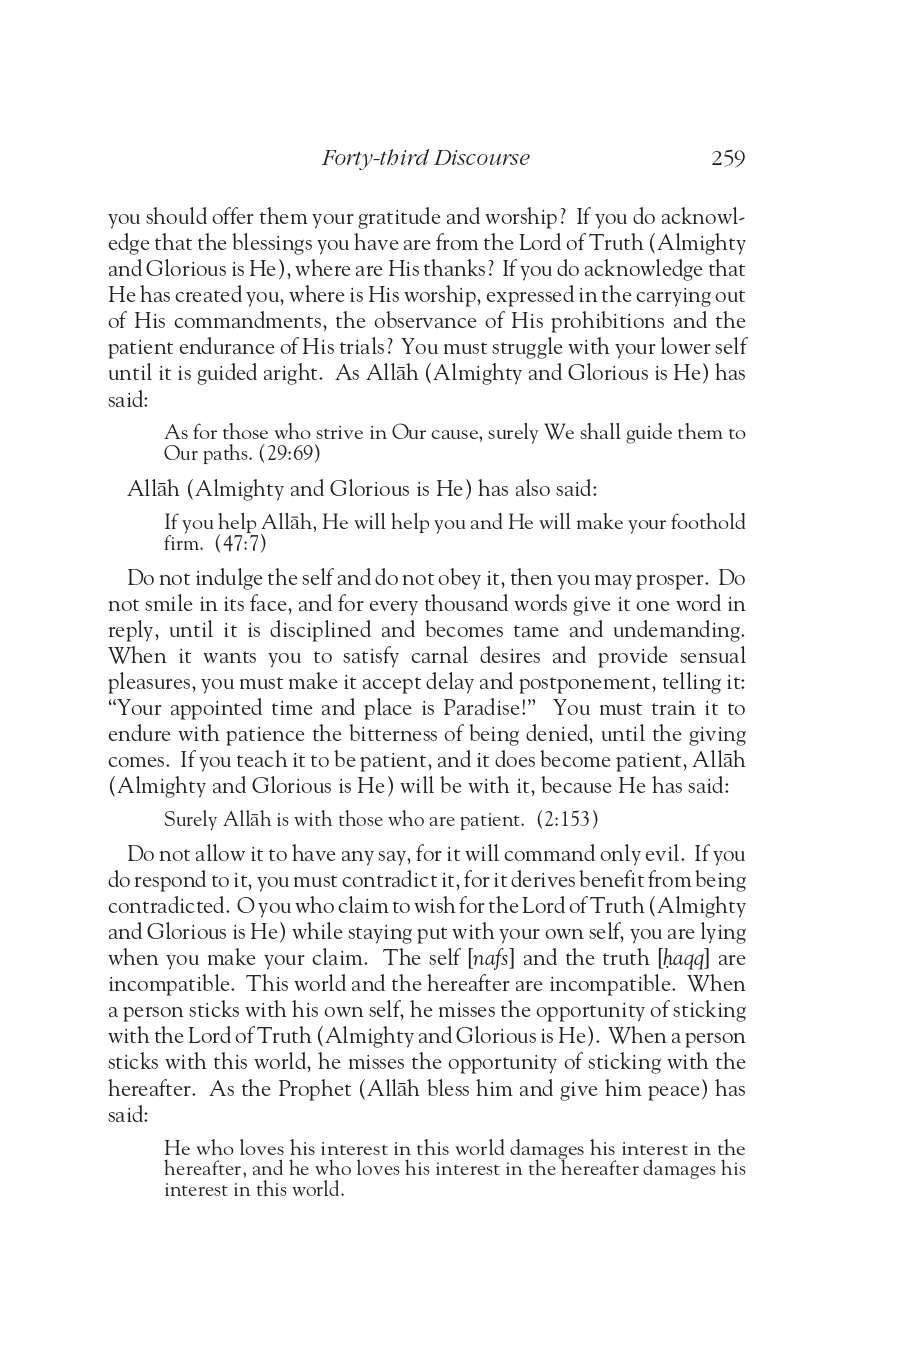 Forty-third Discourse 259
you should offer them your gratitude and worship? If you do acknowl-
edge that the blessings you have are from the Lord of Truth (Almighty
and Glorious is He), where are His thanks? If you do acknowledge that
He has created you, where is His worship, expressed in the carrying out
of His commandments, the observance of His prohibitions and the
patient endurance of His trials? You must struggle with your lower self
until it is guided aright. As Allāh (Almighty and Glorious is He) has
said:
As for those who strive in Our cause, surely We shall guide them to
Our paths. (29:69)
Allāh (Almighty and Glorious is He) has also said:
If you help Allāh, He will help you and He will make your foothold
firm. (47:7)
Do not indulge the self and do not obey it, then you may prosper. Do
not smile in its face, and for every thousand words give it one word in
reply, until it is disciplined and becomes tame and undemanding.
When it wants you to satisfy carnal desires and provide sensual
pleasures, you must make it accept delay and postponement, telling it:
“Your appointed time and place is Paradise!” You must train it to
endure with patience the bitterness of being denied, until the giving
comes. If you teach it to be patient, and it does become patient, Allāh
(Almighty and Glorious is He) will be with it, because He has said:
Surely Allāh is with those who are patient. (2:153)
Do not allow it to have any say, for it will command only evil. If you
do respond to it, you must contradict it, for it derives benefit from being
contradicted. O you who claim to wish for the Lord of Truth (Almighty
and Glorious is He) while staying put with your own self, you are lying
when you make your claim. The self [nafs] and the truth [ḥaqq] are
incompatible. This world and the hereafter are incompatible. When
a person sticks with his own self, he misses the opportunity of sticking
with the Lord of Truth (Almighty and Glorious is He). When a person
sticks with this world, he misses the opportunity of sticking with the
hereafter. As the Prophet (Allāh bless him and give him peace) has
said:
He who loves his interest in this world damages his interest in the
hereafter, and he who loves his interest in the hereafter damages his
interest in this world.